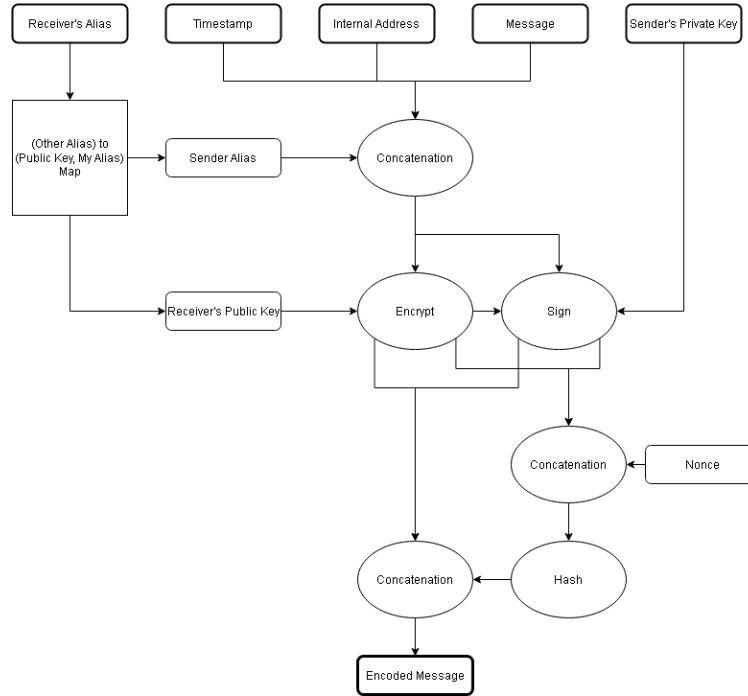 Receiver's Alias
Timestamp
Internal Address
Message
Sender's Private Key
(Other Alias) to
(Public Key, My Alias)
Map
Sender Alias
Concatenation
Receiver's Public Key
Encrypt
Sign
Concatenation
Nonce
Concatenation
Hash
Encoded Message